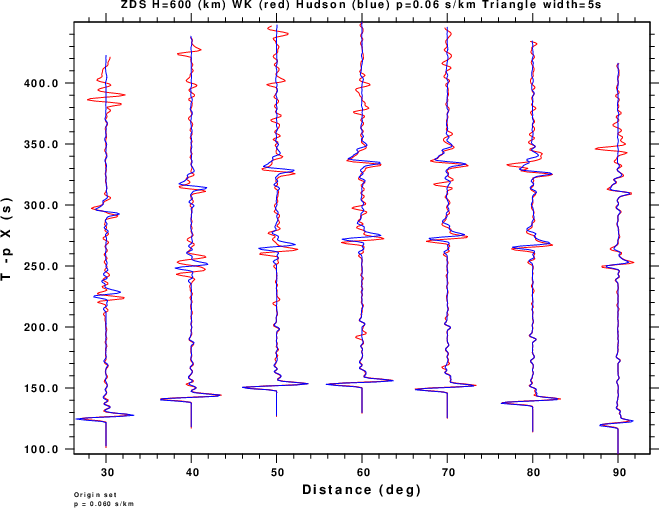 ZDS H=600 (km) WK (red) Hudson (blue) p=0.06 s/km Triangle width=5s
400.0
350.0
300.0
250.0
200.0
150.0
100.0
T -p X (s)
30 40 50 60 70 80 90
Distance (deg)
Origin set
p = 0.060 s/km